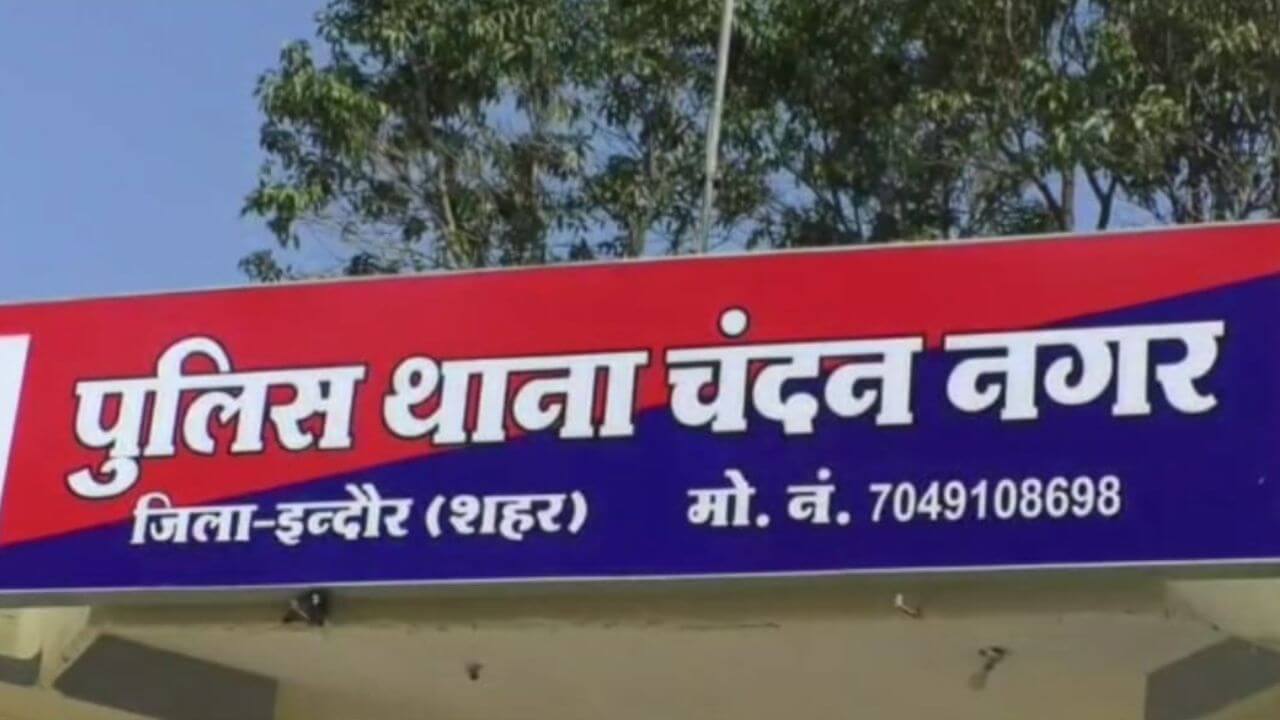 पुलिस थाना चंदन नगर
जिला-इन्दौर (शहर) मो. नं. 7049108698